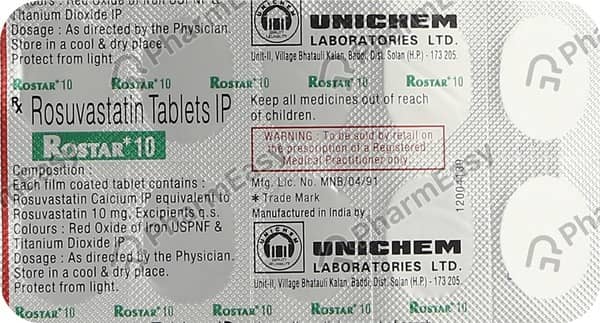 Colours : Red Oxide of Iron USPNF &
Titanium Dioxide IP
Dosage : As directed by the Physician.
Store in a cool & dry place.
Protect from light.
UNICHEM
LABORATORIES LTD.
Unit-II, Village Bhatauli Kalan, Baddi, Dist. Solan (H.P.) - 173 205.
ROSTAR*10 ROSTAR*10 ROSTAR*10 ROSTAR*10 ROSTAR*10
Rx Rosuvastatin Tablets IP
ROSTAR*10
Composition :
Each film coated tablet contains :
Rosuvastatin Calcium IP equivalent to
Rosuvastatin 10 mg. Excipients q.s.
Colours : Red Oxide of Iron USPNF &
Titanium Dioxide IP
Dosage : As directed by the Physician.
Store in a cool & dry place.
Protect from light.
Keep all medicines out of reach
of children.
WARNING : To be sold by retail on
the prescription of a Registered
Medical Practitioner only.
Mfg. Lic. No. MNB/04/91
* Trade Mark
Manufactured in India by :
UNICHEM
UNICHEM
LABORATORIES LTD.
Unit-II, Village Bhatauli Kalan, Baddi, Dist. Solan (H.P.) - 173 205.
ROSTAR*10 ROSTAR*10 ROSTAR*10 ROSTAR*10 ROSTAR*10
PharmEasy
PharmEasy